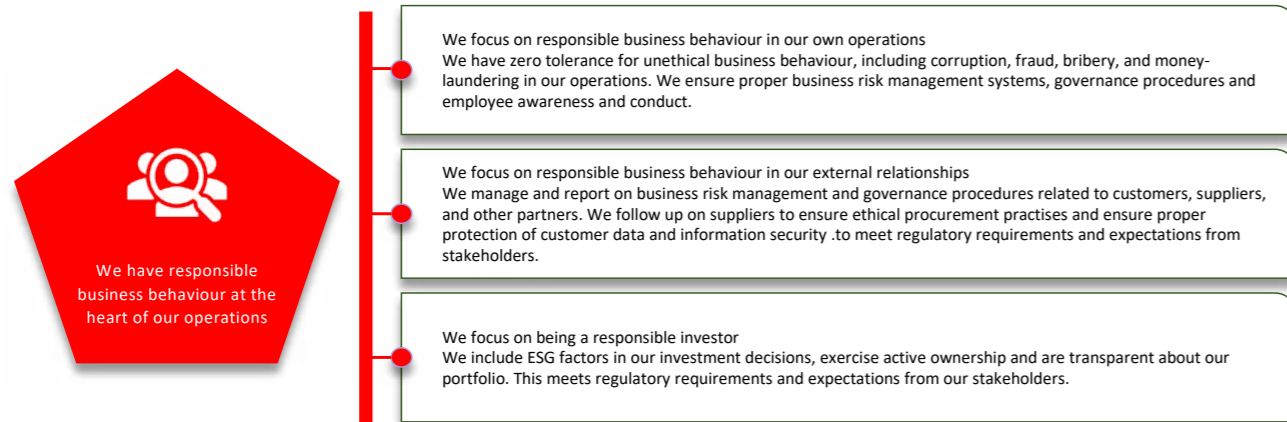 We have responsible
business behaviour at the
heart of our operations
We focus on responsible business behaviour in our own operations
We have zero tolerance for unethical business behaviour, including corruption, fraud, bribery, and money-
laundering in our operations. We ensure proper business risk management systems, governance procedures and
employee awareness and conduct.
We focus on responsible business behaviour in our external relationships
We manage and report on business risk management and governance procedures related to customers, suppliers,
and other partners. We follow up on suppliers to ensure ethical procurement practises and ensure proper
protection of customer data and information security .to meet regulatory requirements and expectations from
stakeholders.
We focus on being a responsible investor
We include ESG factors in our investment decisions, exercise active ownership and are transparent about our
portfolio. This meets regulatory requirements and expectations from our stakeholders.